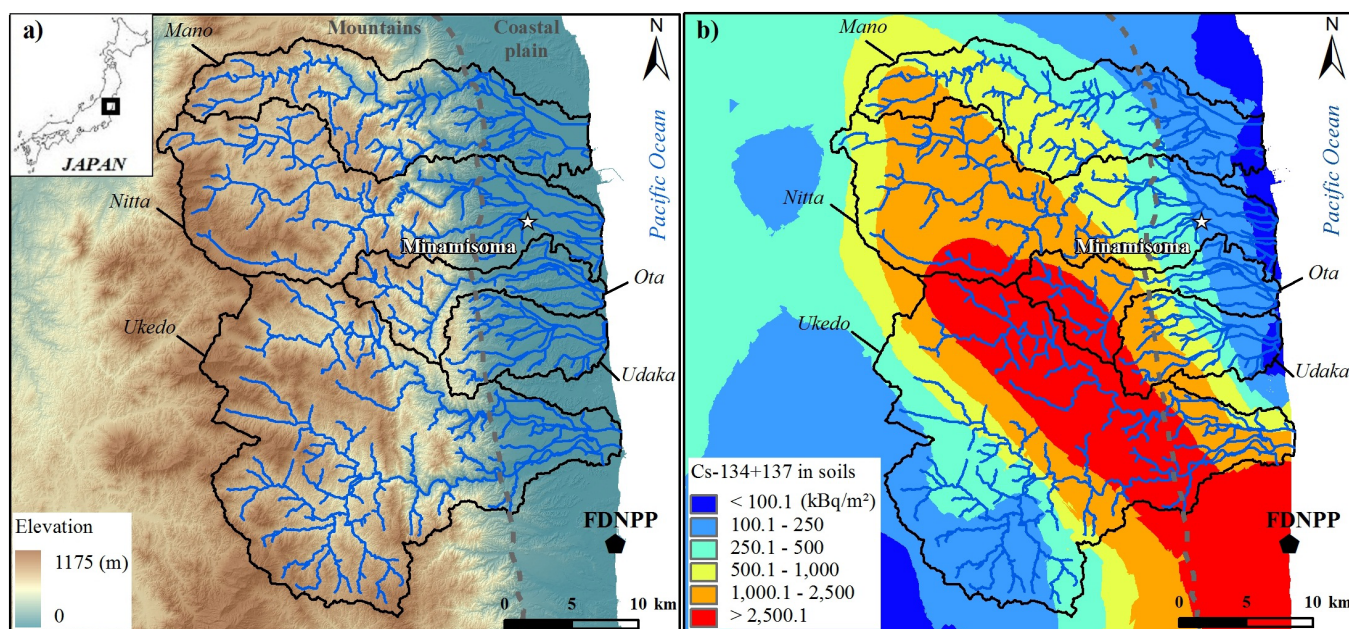 a)
Mountains
Coastal
plain
N
Mano
JAPAN
Pacific Ocean
Nitta
Minamisoma
Ota
Ukedo
Udaka
FDNPP
Elevation
1175 (m)
0
0 5 10 km
b)
Mano
N
Pacific Ocean
Nitta
Minamisoma
Ota
Ukedo
Udaka
FDNPP
Cs-134+137 in soils
< 100.1 (kBq/m²)
100.1 - 250
250.1 - 500
500.1 - 1,000
1,000.1 - 2,500
> 2,500.1
0 5 10 km